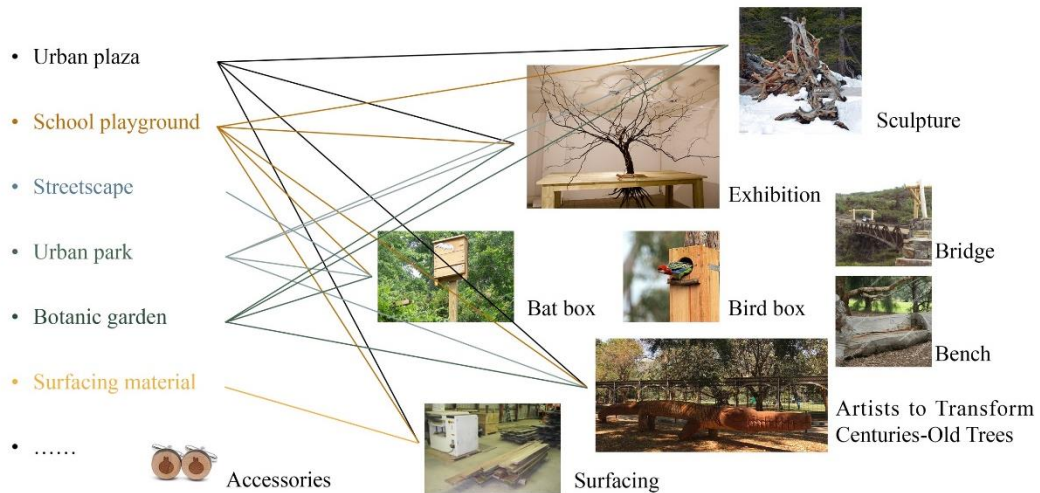 • Urban plaza
• School playground
• Streetscape
• Urban park
• Botanic garden
• Surfacing material
• ……
Sculpture
Exhibition
Bridge
Bat box
Bird box
Bench
Artists to Transform
Centuries-Old Trees
Accessories
Surfacing